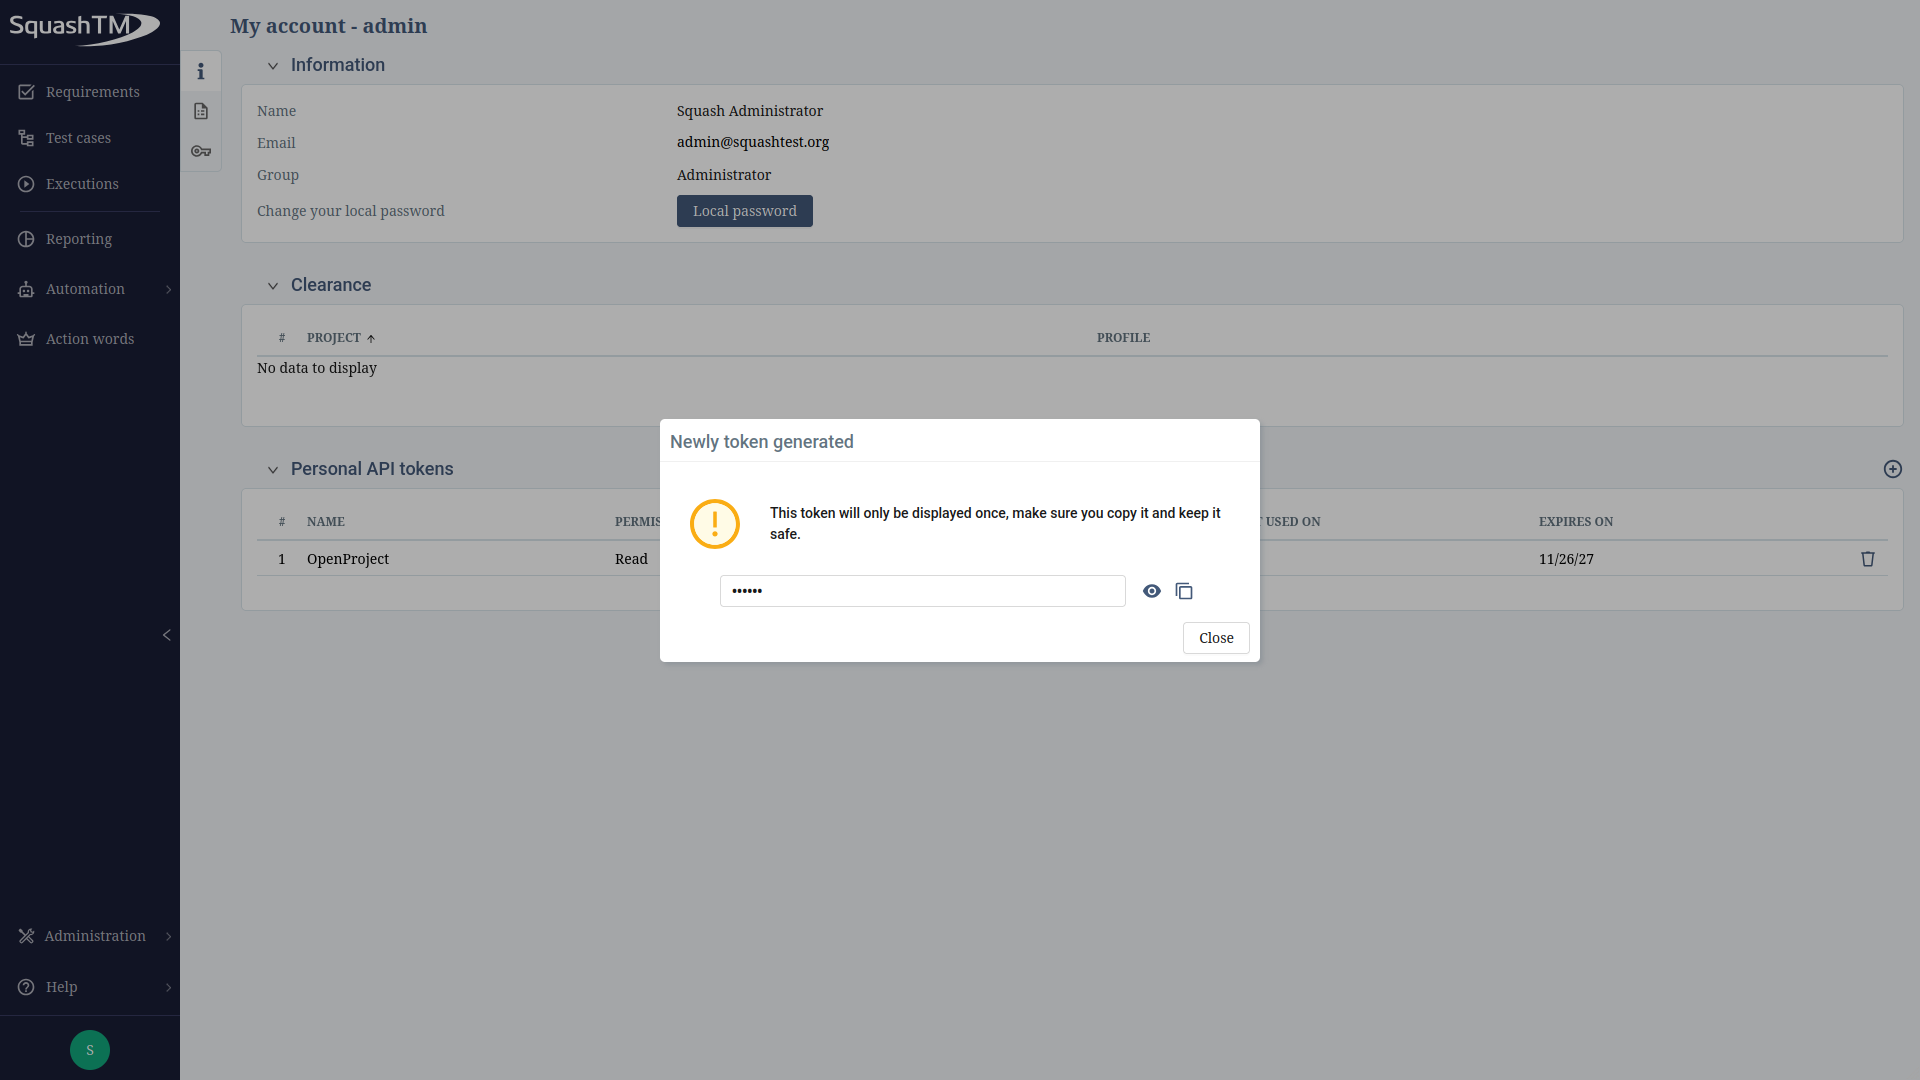 SquashTM
Requirements
Test cases
Executions
Reporting
Automation
Action words
Administration
Help
S
My account - admin
Information
Name Squash Administrator
Email admin@squashtest.org
Group Administrator
Change your local password Local password
Clearance
# PROJECT PROFILE
No data to display
Personal API tokens
# NAME PERMIS USED ON EXPIRES ON
1 OpenProject Read 11/26/27
Newly token generated
This token will only be displayed once, make sure you copy it and keep it
safe.
••••••
Close